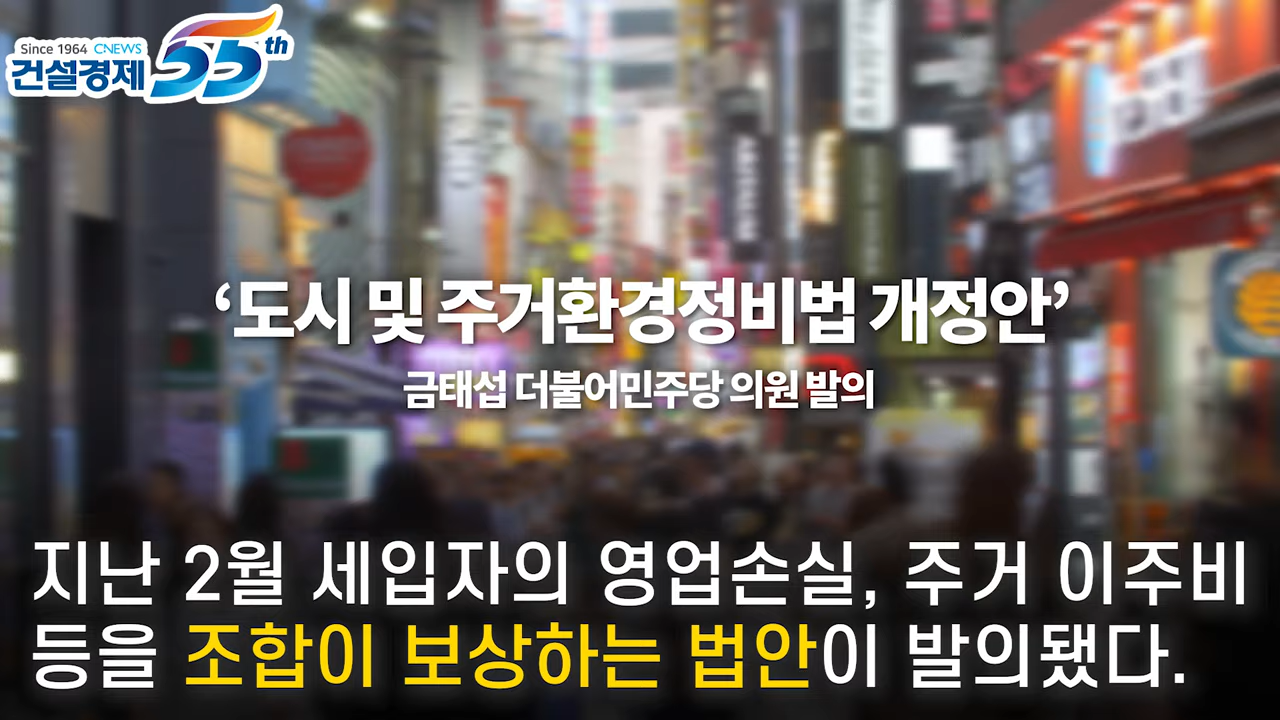 Since 1964 CNEWS
건설경제 55th
‘도시 및 주거환경정비법 개정안’
금태섭 더불어민주당 의원 발의
지난 2월 세입자의 영업손실, 주거 이주비
등을 조합이 보상하는 법안이 발의됐다.